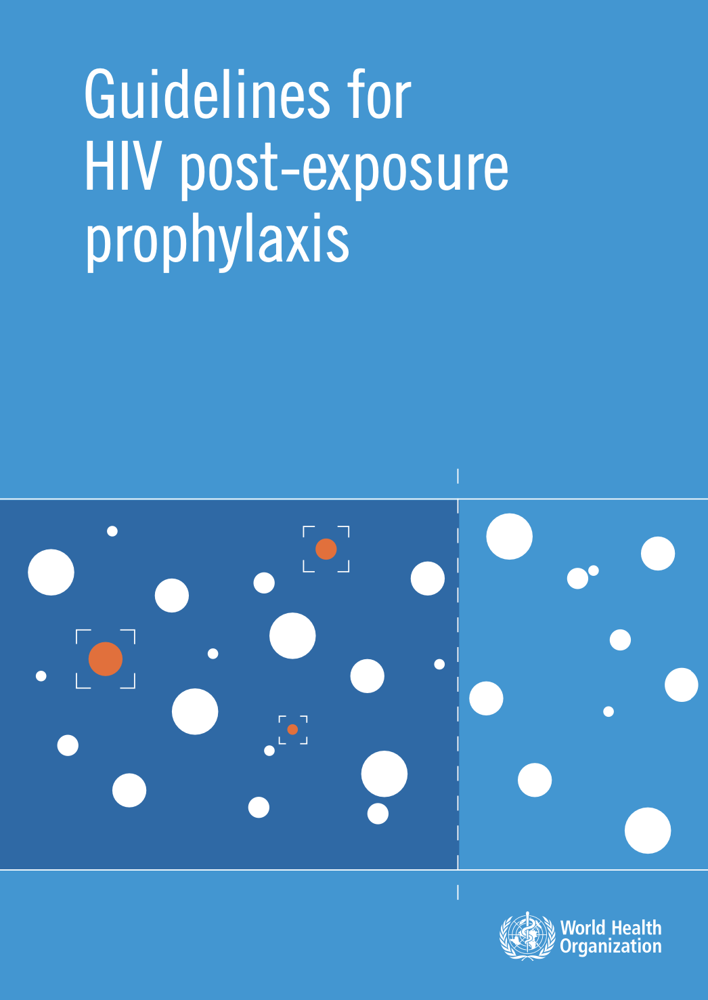 Guidelines for
HIV post-exposure
prophylaxis
World Health
Organization